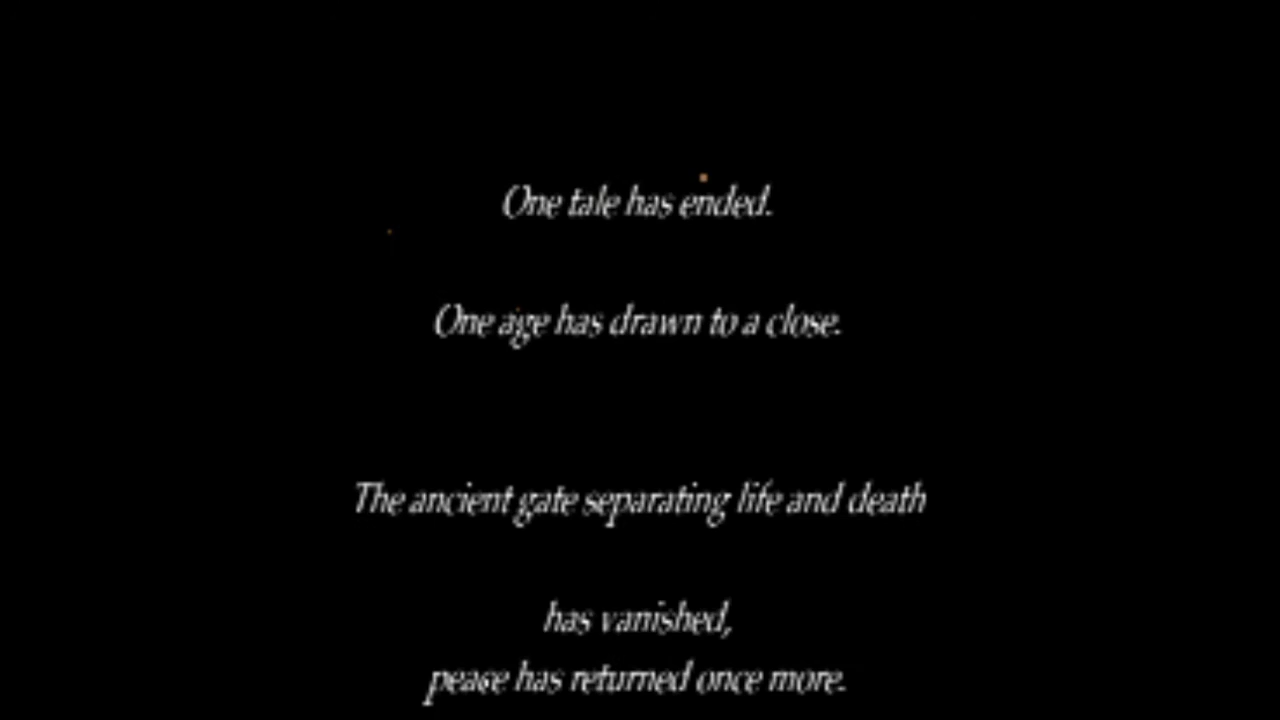 One tale has ended.
One age has drawn to a close.
The ancient gate separating life and death
has vanished,
peace has returned once more.